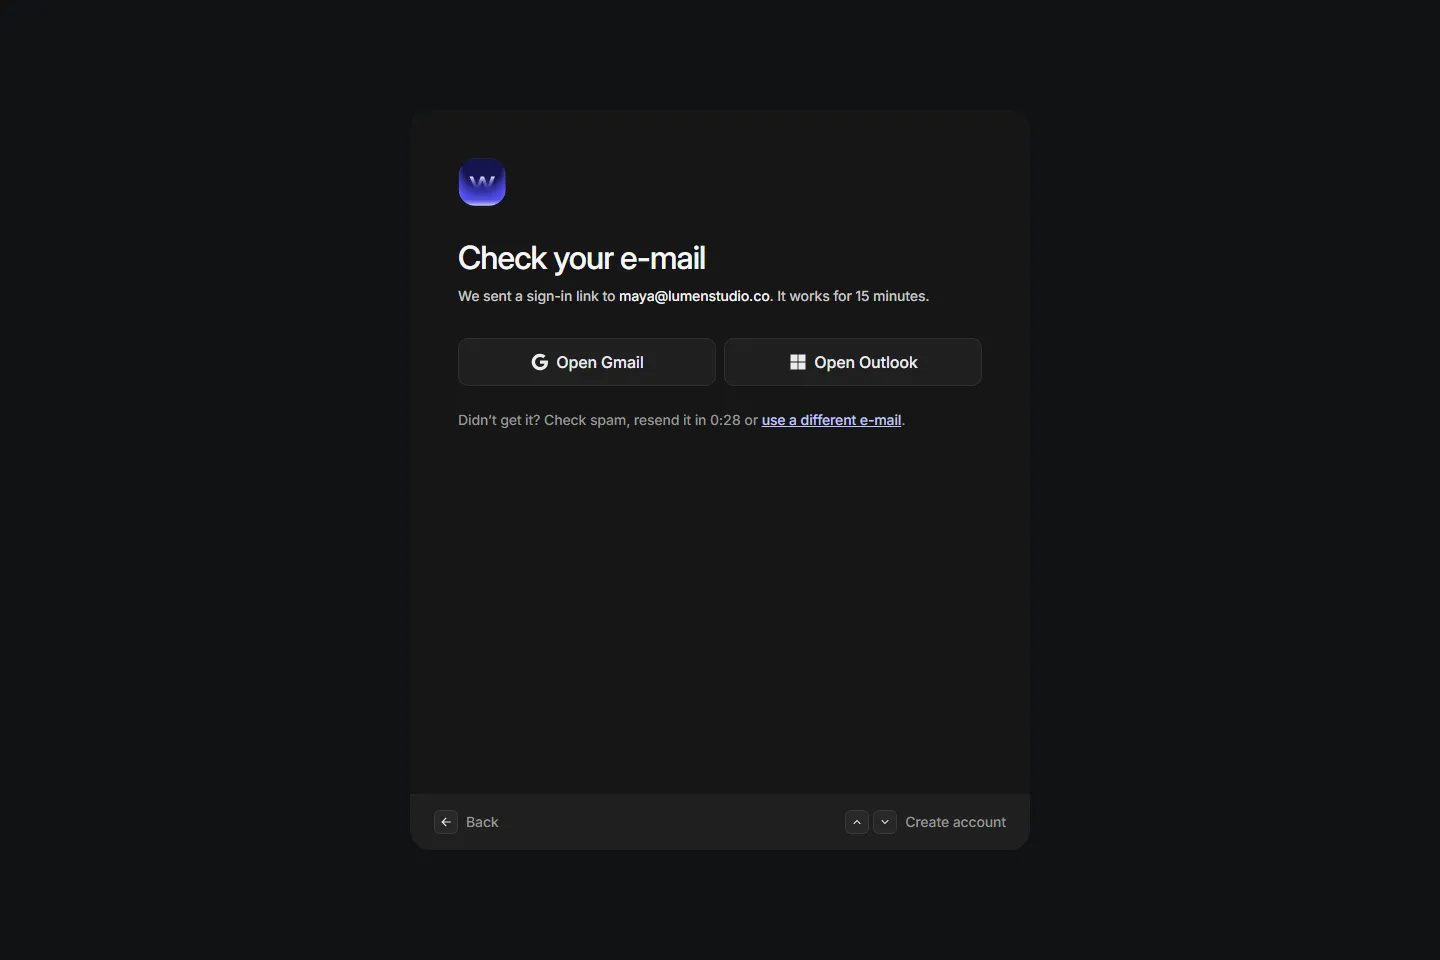 W
Check your e-mail
We sent a sign-in link to maya@lumenstudio.co. It works for 15 minutes.
Open Gmail
Open Outlook
Didn’t get it? Check spam, resend it in 0:28 or use a different e-mail.
Back
Create account